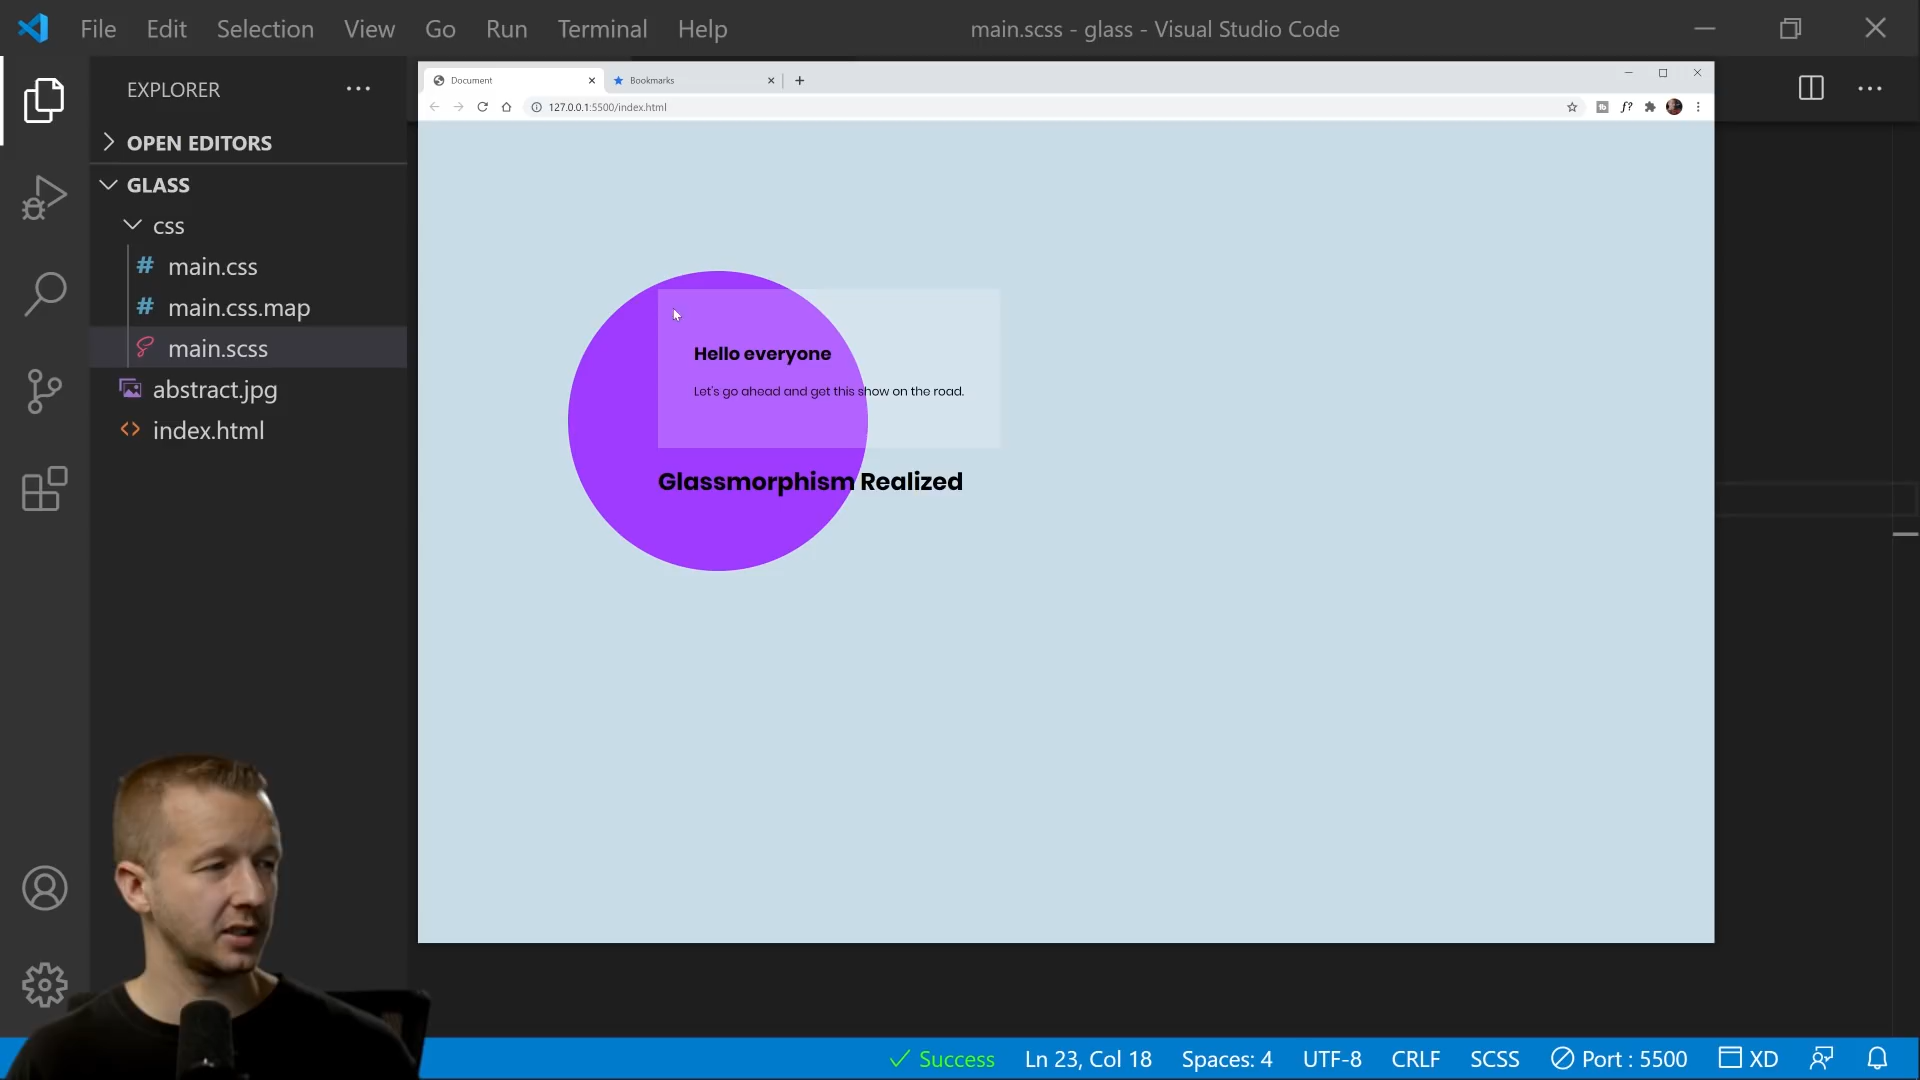 File Edit Selection View Go Run Terminal Help
main.scss - glass - Visual Studio Code
EXPLORER
OPEN EDITORS
GLASS
css
# main.css
# main.css.map
main.scss
abstract.jpg
<> index.html
Document
Bookmarks
127.0.0.1:5500/index.html
f?
Hello everyone
Let's go ahead and get this show on the road.
Glassmorphism Realized
Success Ln 23, Col 18 Spaces: 4 UTF-8 CRLF SCSS Port : 5500 XD